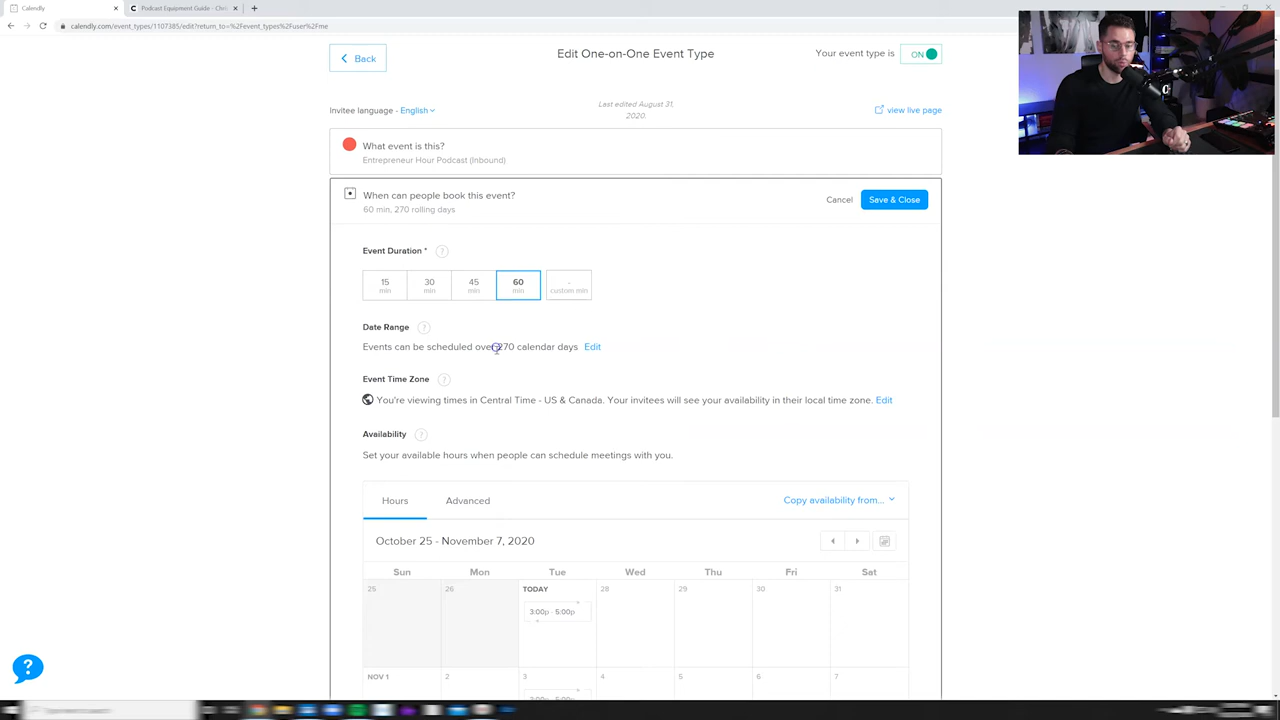 Calendly ×
Podcast Equipment Guide - Chri ×
calendly.com/event_types/1107385/edit?return_to=%2Fevent_types%2Fuser%2Fme
Back
Edit One-on-One Event Type
Your event type is ON
Invitee language - English
Last edited August 31,
2020.
view live page
What event is this?
Entrepreneur Hour Podcast (Inbound)
When can people book this event?
60 min, 270 rolling days
Cancel
Save & Close
Event Duration * ?
15 min
30 min
45 min
60 min
- custom min
Date Range ?
Events can be scheduled over 270 calendar days Edit
Event Time Zone ?
You're viewing times in Central Time - US & Canada. Your invitees will see your availability in their local time zone. Edit
Availability ?
Set your available hours when people can schedule meetings with you.
Hours Advanced Copy availability from...
October 25 - November 7, 2020
Sun Mon Tue Wed Thu Fri Sat
25 26 TODAY 28 29 30 31
3:00p - 5:00p
NOV 1 2 3 4 5 6 7
3:00p - 5:00p
?